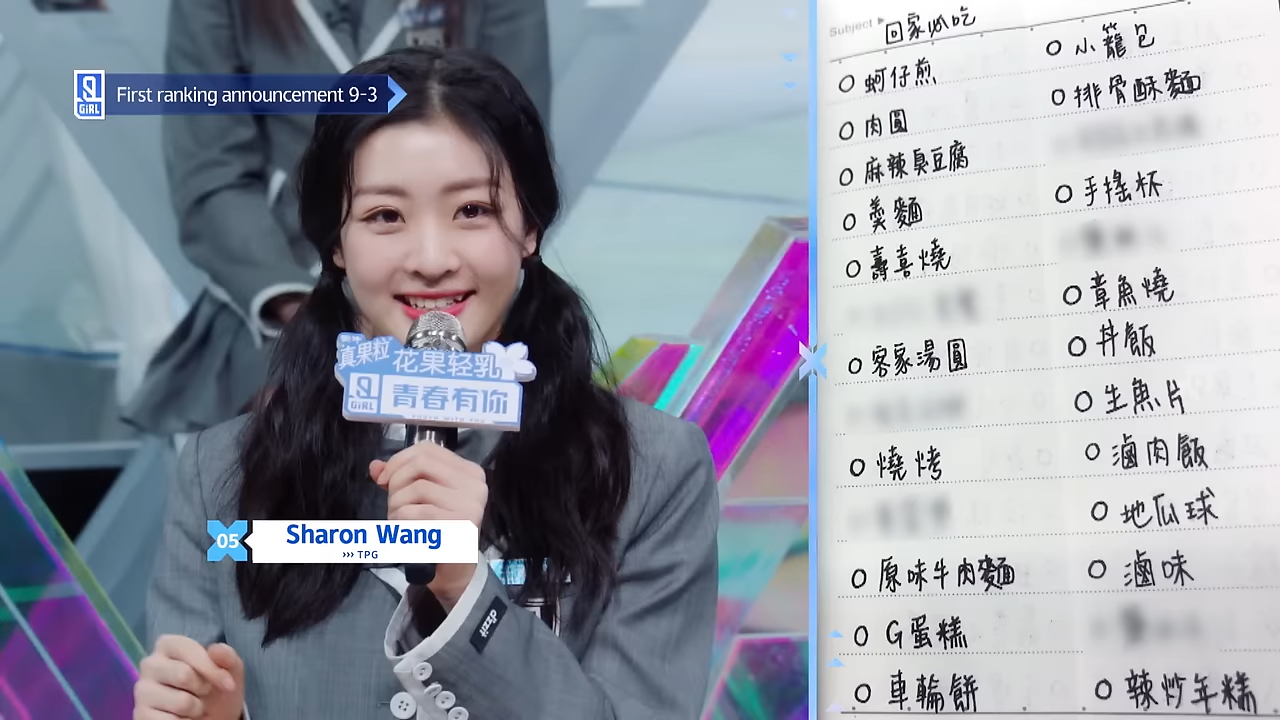 GIRL
First ranking announcement 9-3
真果粒 花果轻乳
GIRL
青春有你
05
Sharon Wang
››› TPG
dzzit
Subject ▶ 回家必吃
蚵仔煎
肉圓
麻辣臭豆腐
羹麵
壽喜燒
客家湯圓
燒烤
原味牛肉麵
G蛋糕
車輪餅
小籠包
排骨酥麵
手搖杯
章魚燒
丼飯
生魚片
滷肉飯
地瓜球
滷味
辣炒年糕